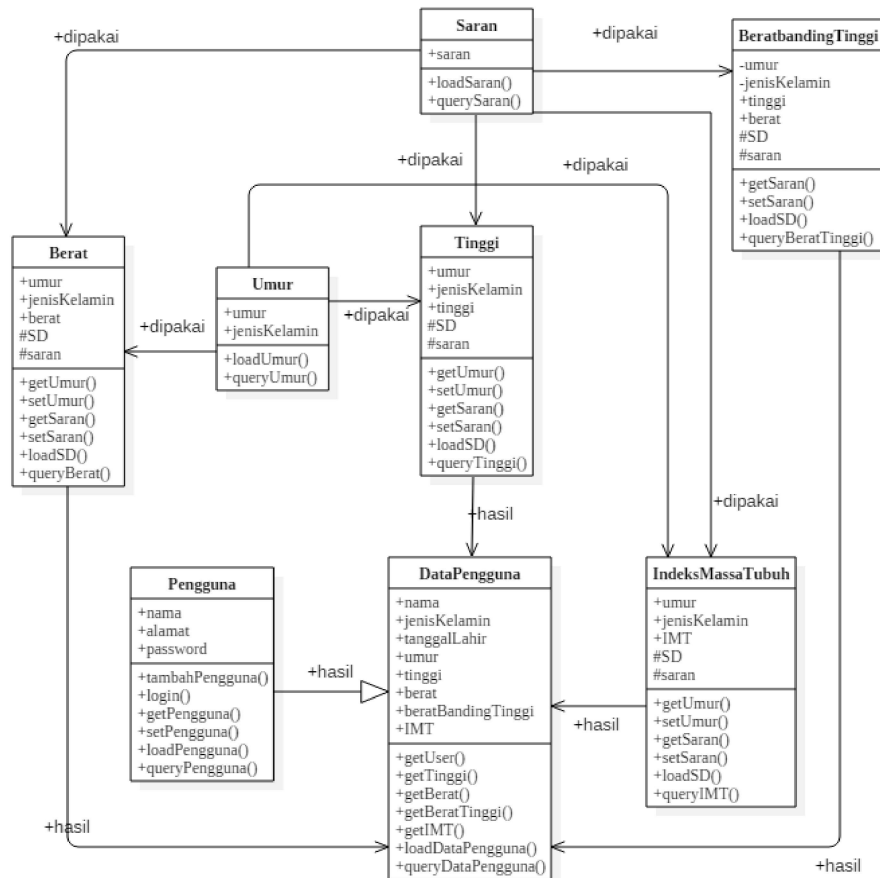 Saran
+saran
+loadSaran()
+querySaran()
BeratbandingTinggi
-umur
-jenisKelamin
+tinggi
+berat
#SD
#saran
+getSaran()
+setSaran()
+loadSD()
+queryBeratTinggi()
+dipakai
+dipakai
+dipakai
+dipakai
Berat
+umur
+jenisKelamin
+berat
#SD
#saran
+getUmur()
+setUmur()
+getSaran()
+setSaran()
+loadSD()
+queryBerat()
+dipakai
Umur
+umur
+jenisKelamin
+loadUmur()
+queryUmur()
+dipakai
Tinggi
+umur
+jenisKelamin
+tinggi
#SD
#saran
+getUmur()
+setUmur()
+getSaran()
+setSaran()
+loadSD()
+queryTinggi()
+hasil
+dipakai
Pengguna
+nama
+alamat
+password
+tambahPengguna()
+login()
+getPengguna()
+setPengguna()
+loadPengguna()
+queryPengguna()
+hasil
DataPengguna
+nama
+jenisKelamin
+tanggalLahir
+umur
+tinggi
+berat
+beratBandingTinggi
+IMT
+getUser()
+getTinggi()
+getBerat()
+getBeratTinggi()
+getIMT()
+loadDataPengguna()
+queryDataPengguna()
IndeksMassaTubuh
+umur
+jenisKelamin
+IMT
#SD
#saran
+getUmur()
+setUmur()
+getSaran()
+setSaran()
+loadSD()
+queryIMT()
+hasil
+hasil
+hasil